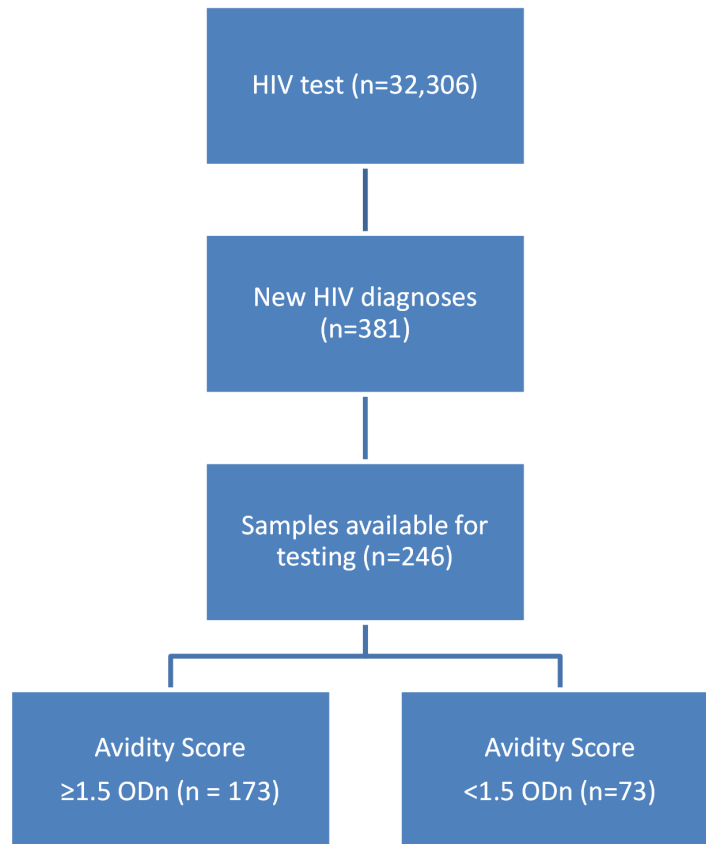 HIV test (n=32,306)
New HIV diagnoses
(n=381)
Samples available for
testing (n=246)
Avidity Score
≥1.5 ODn (n = 173)
Avidity Score
<1.5 ODn (n=73)